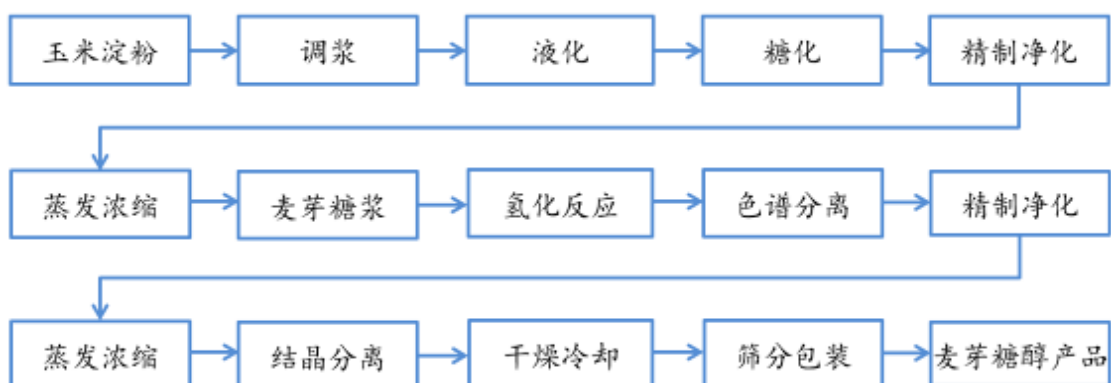 玉米淀粉
调浆
液化
糖化
精制净化
蒸发浓缩
麦芽糖浆
氢化反应
色谱分离
精制净化
蒸发浓缩
结晶分离
干燥冷却
筛分包装
麦芽糖醇产品